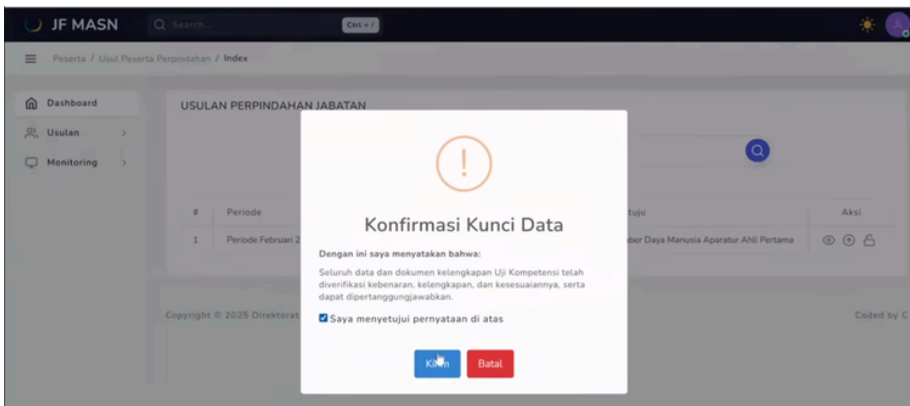 JF MASN
Search...
Ctrl + /
Peserta / Usul Peserta Perpindahan / Index
Dashboard
Usulan
Monitoring
USULAN PERPINDAHAN JABATAN
# Periode tuju Aksi
1 Periode Februari 2 ber Daya Manusia Aparatur Ahli Pertama
Konfirmasi Kunci Data
Dengan ini saya menyatakan bahwa:
Seluruh data dan dokumen kelengkapan Uji Kompetensi telah
diverifikasi kebenaran, kelengkapan, dan kesesuaiannya, serta
dapat dipertanggungjawabkan.
Saya menyetujui pernyataan di atas
Batal
Copyright © 2025 Direktorat
Coded by C